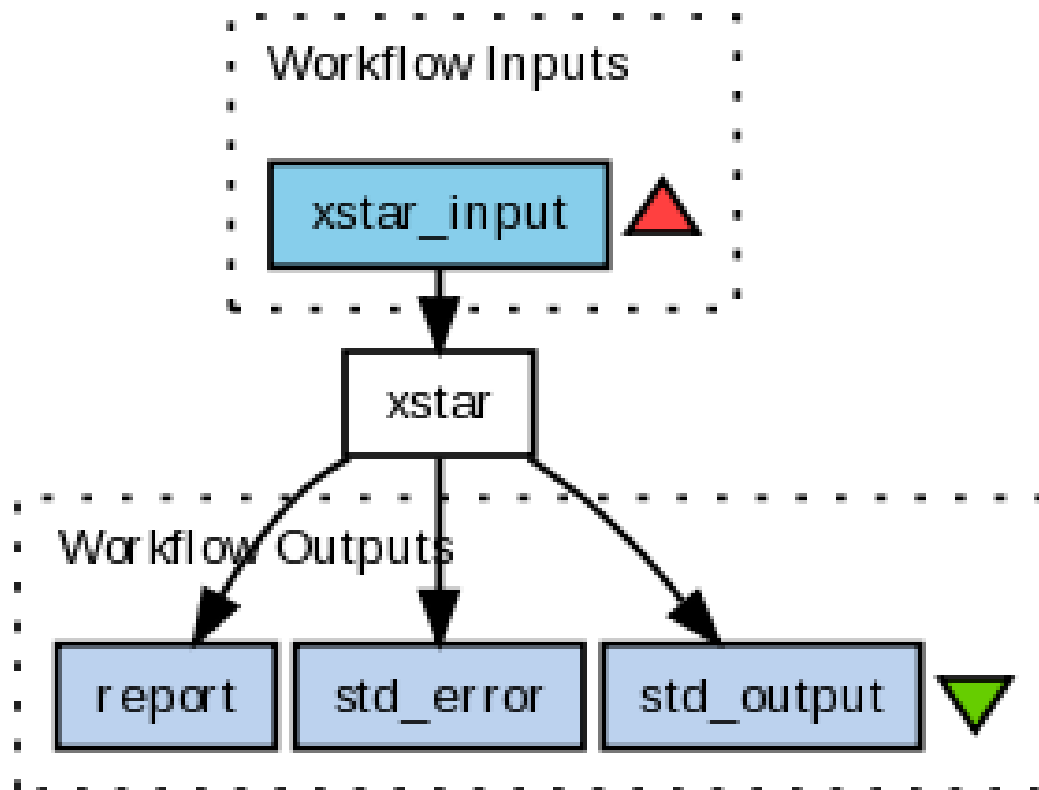 Workflow Inputs
xstar_input
xstar
Workflow Outputs
report
std_error
std_output